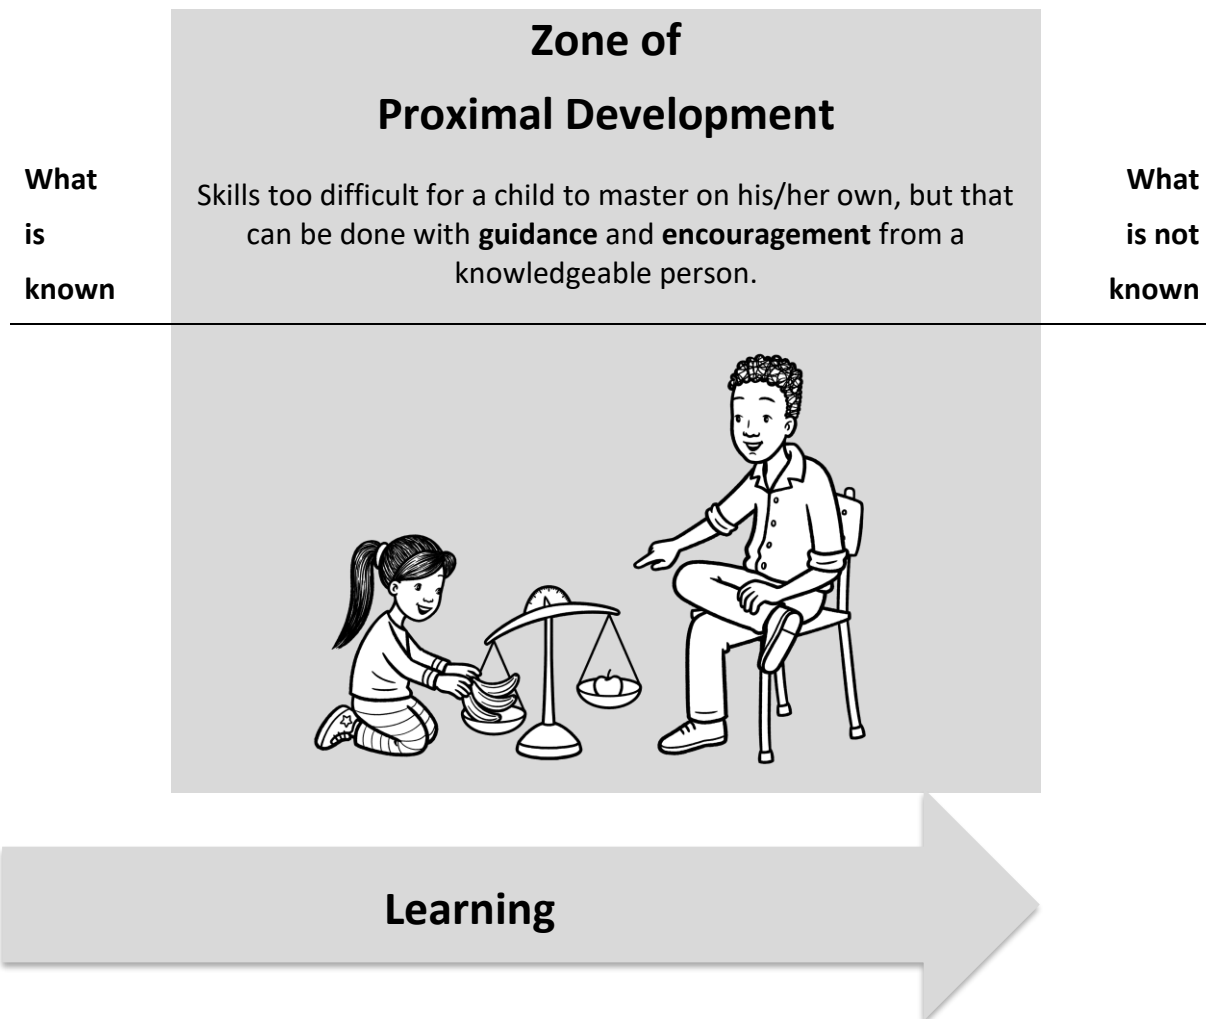 Zone of
Proximal Development
What
is
known
Skills too difficult for a child to master on his/her own, but that
can be done with guidance and encouragement from a
knowledgeable person.
What
is not
known
Learning